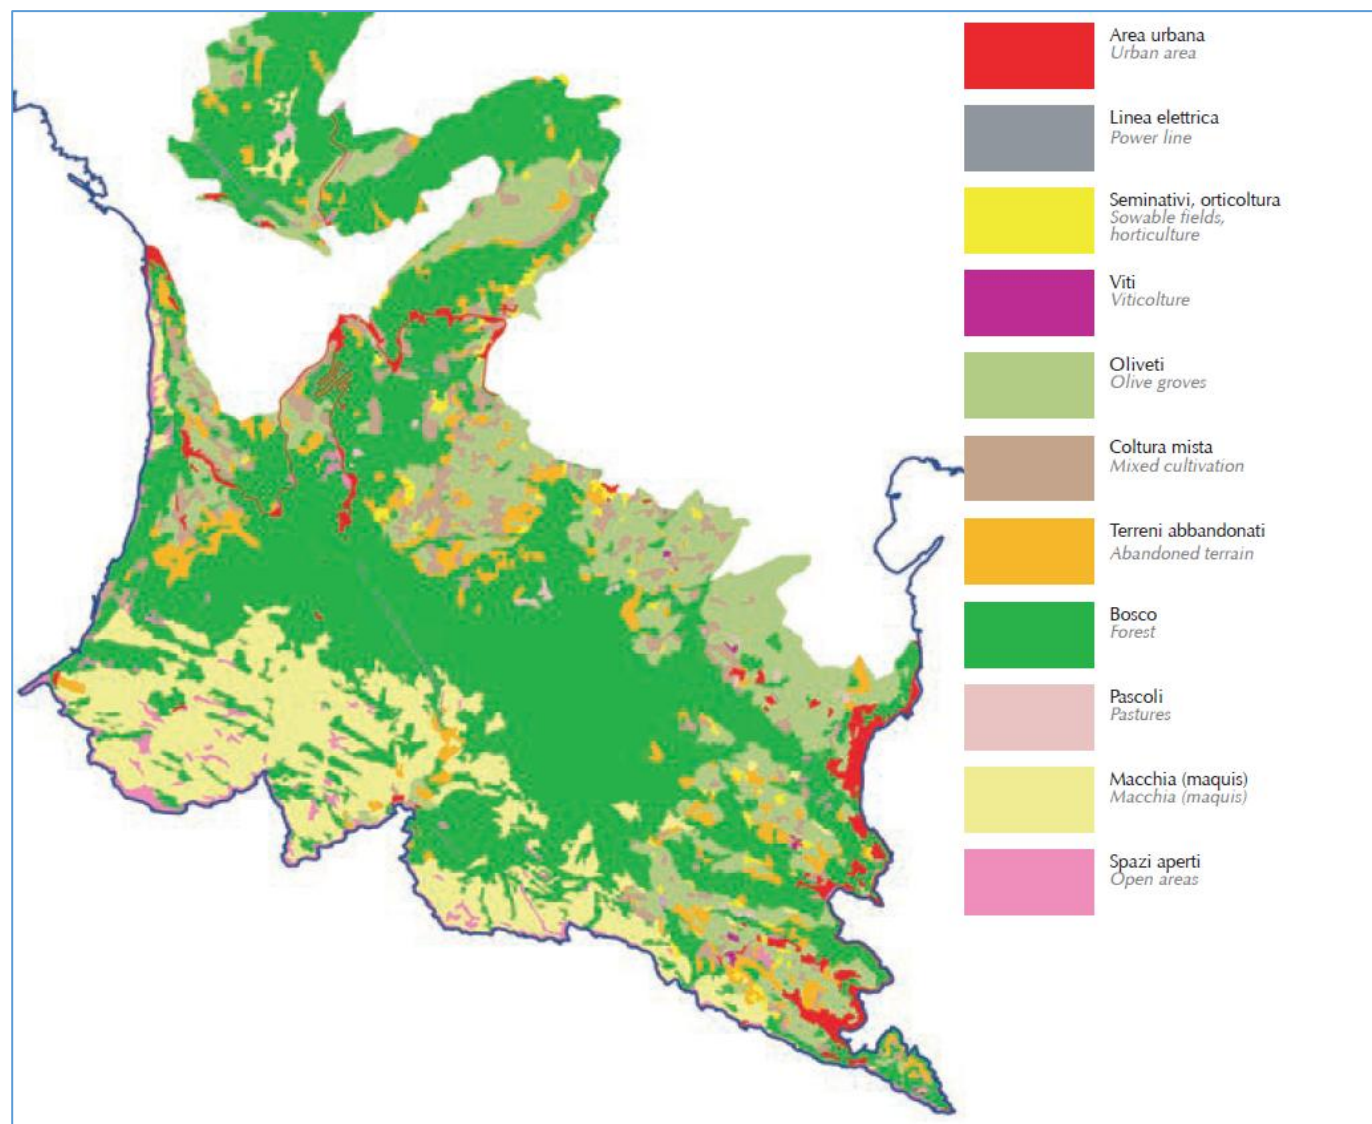 Area urbana
Urban area
Linea elettrica
Power line
Seminativi, orticoltura
Sowable fields,
horticulture
Viti
Viticolture
Oliveti
Olive groves
Coltura mista
Mixed cultivation
Terreni abbandonati
Abandoned terrain
Bosco
Forest
Pascoli
Pastures
Macchia (maquis)
Macchia (maquis)
Spazi aperti
Open areas